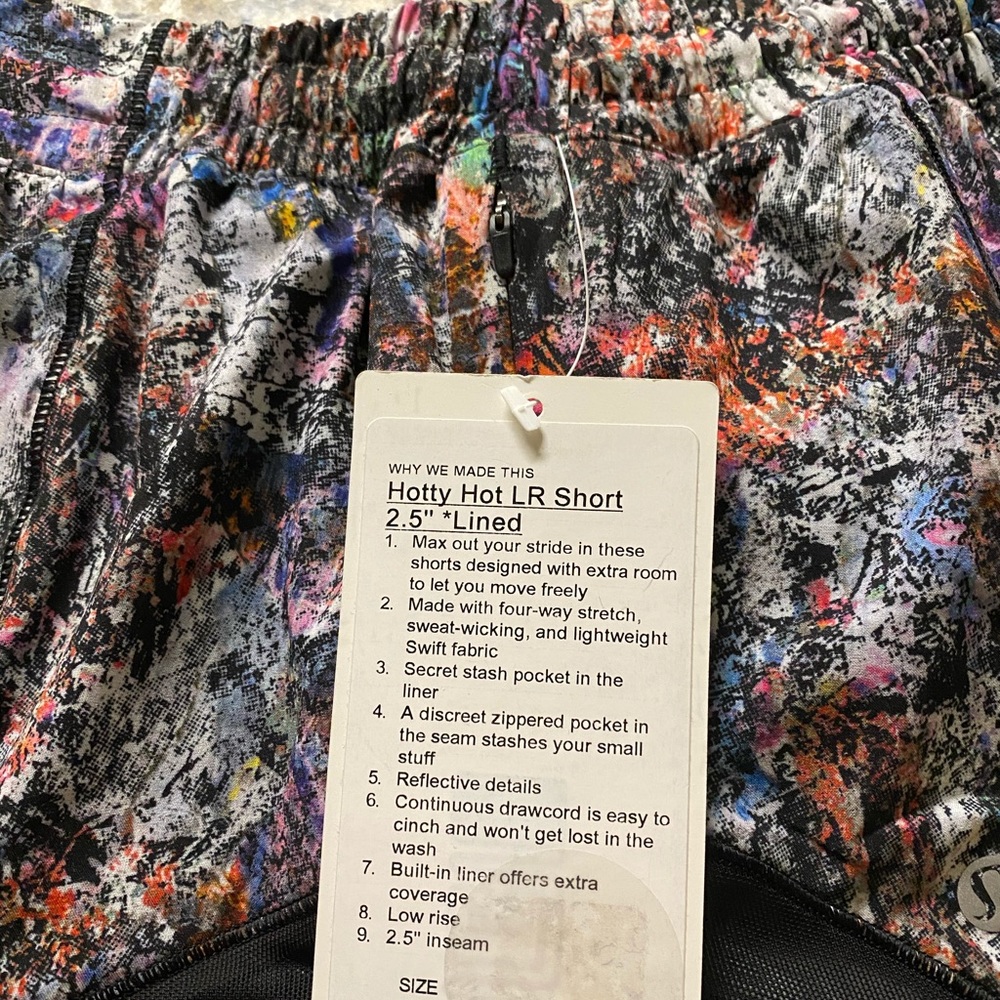 WHY WE MADE THIS
Hotty Hot LR Short
2.5" *Lined
1. Max out your stride in these
shorts designed with extra room
to let you move freely
2. Made with four-way stretch,
sweat-wicking, and lightweight
Swift fabric
3. Secret stash pocket in the
liner
4. A discreet zippered pocket in
the seam stashes your small
stuff
5. Reflective details
6. Continuous drawcord is easy to
cinch and won't get lost in the
wash
7. Built-in liner offers extra
coverage
8. Low rise
9. 2.5" inseam
SIZE